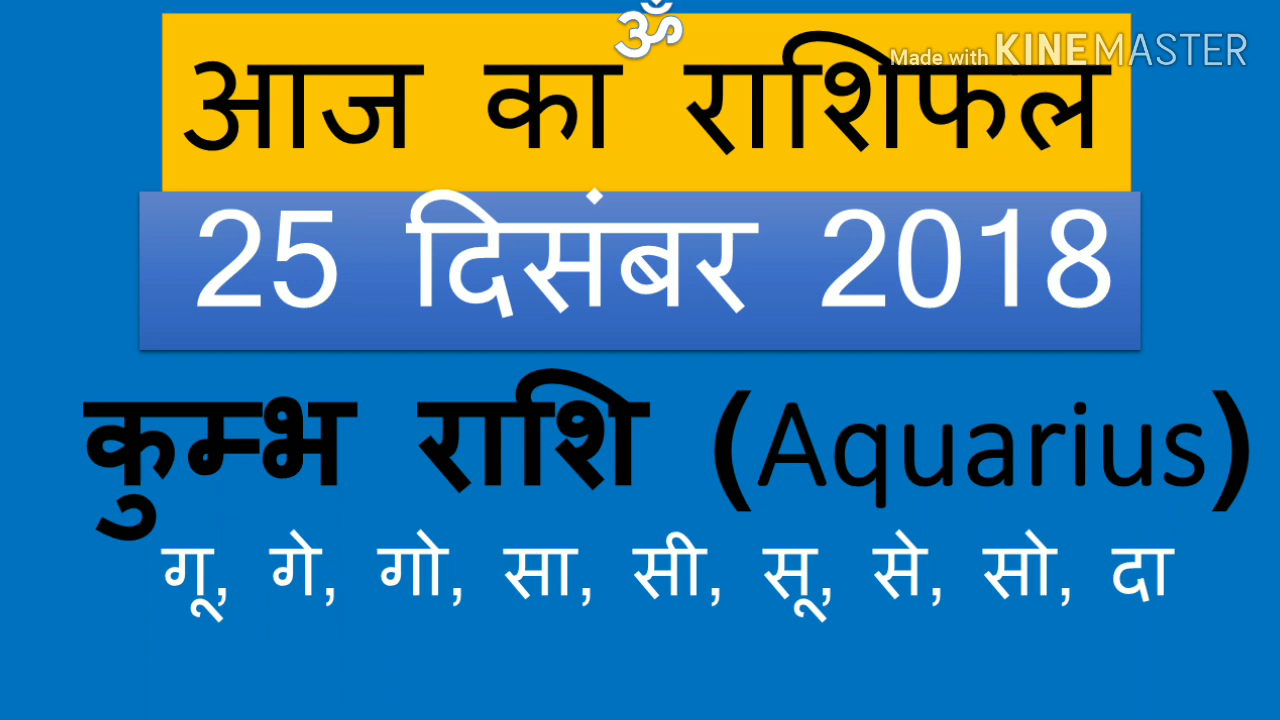 ॐ
Made with KINEMASTER
आज का राशिफल
25 दिसंबर 2018
कुम्भ राशि (Aquarius)
गू, गे, गो, सा, सी, सू, से, सो, दा